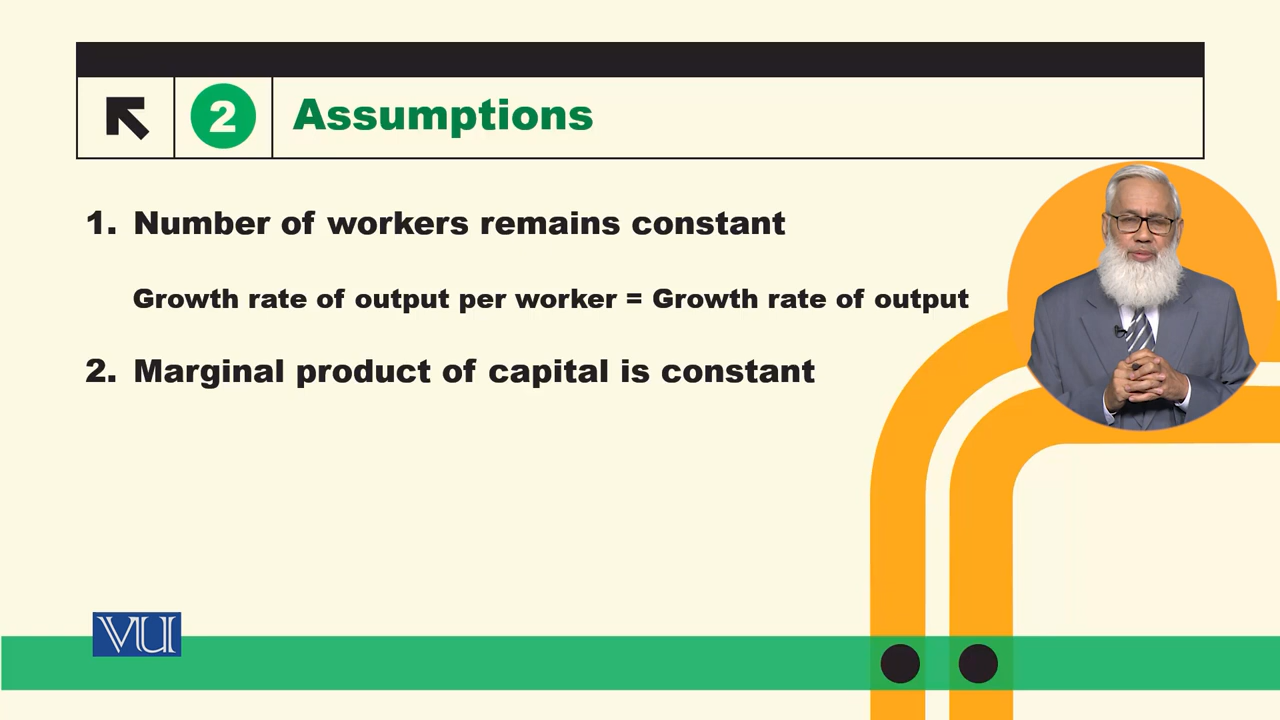 2 Assumptions
1. Number of workers remains constant
Growth rate of output per worker = Growth rate of output
2. Marginal product of capital is constant
VU